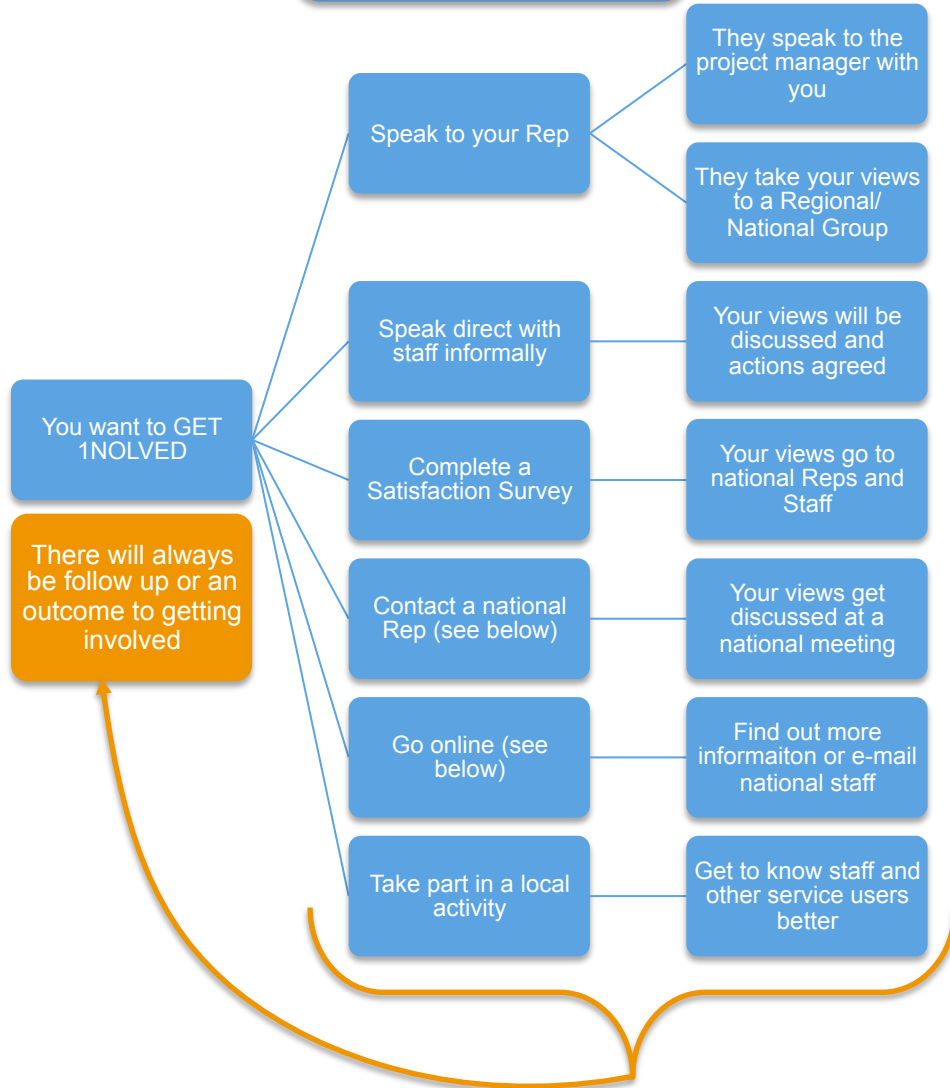 They speak to the
project manager with
you
Speak to your Rep
They take your views
to a Regional/
National Group
Speak direct with
staff informally
Your views will be
discussed and
actions agreed
You want to GET
1NOLVED
Complete a
Satisfaction Survey
Your views go to
national Reps and
Staff
There will always
be follow up or an
outcome to getting
involved
Contact a national
Rep (see below)
Your views get
discussed at a
national meeting
Go online (see
below)
Find out more
informaiton or e-mail
national staff
Take part in a local
activity
Get to know staff and
other service users
better